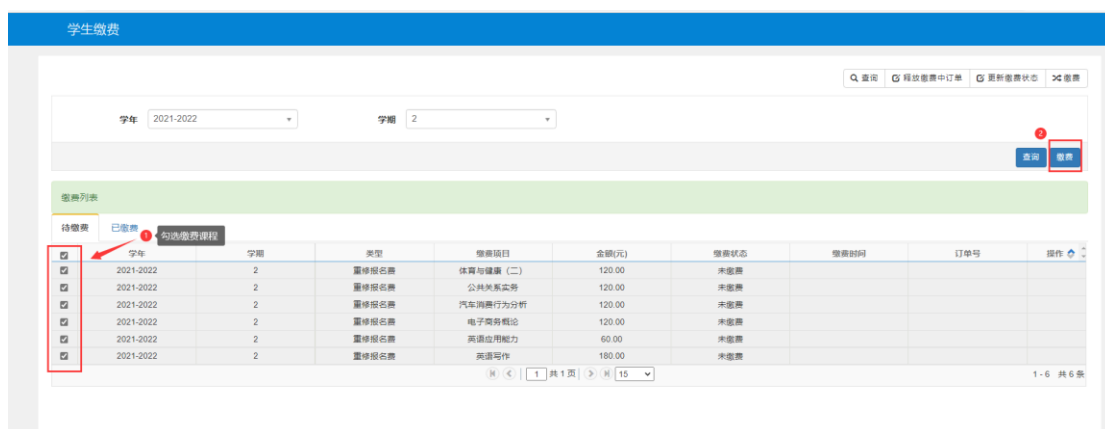 学生缴费
查询 释放缴费中订单 更新缴费状态 缴费
学年 2021-2022 学期 2
2
查询 缴费
缴费列表
待缴费 已缴费 1 勾选缴费课程
学年 学期 类型 缴费项目 金额(元) 缴费状态 缴费时间 订单号 操作
2021-2022 2 重修报名费 体育与健康（二） 120.00 未缴费
2021-2022 2 重修报名费 公共关系实务 120.00 未缴费
2021-2022 2 重修报名费 汽车消费行为分析 120.00 未缴费
2021-2022 2 重修报名费 电子商务概论 120.00 未缴费
2021-2022 2 重修报名费 英语应用能力 60.00 未缴费
2021-2022 2 重修报名费 英语写作 180.00 未缴费
1 共1页 15 1 - 6 共6条